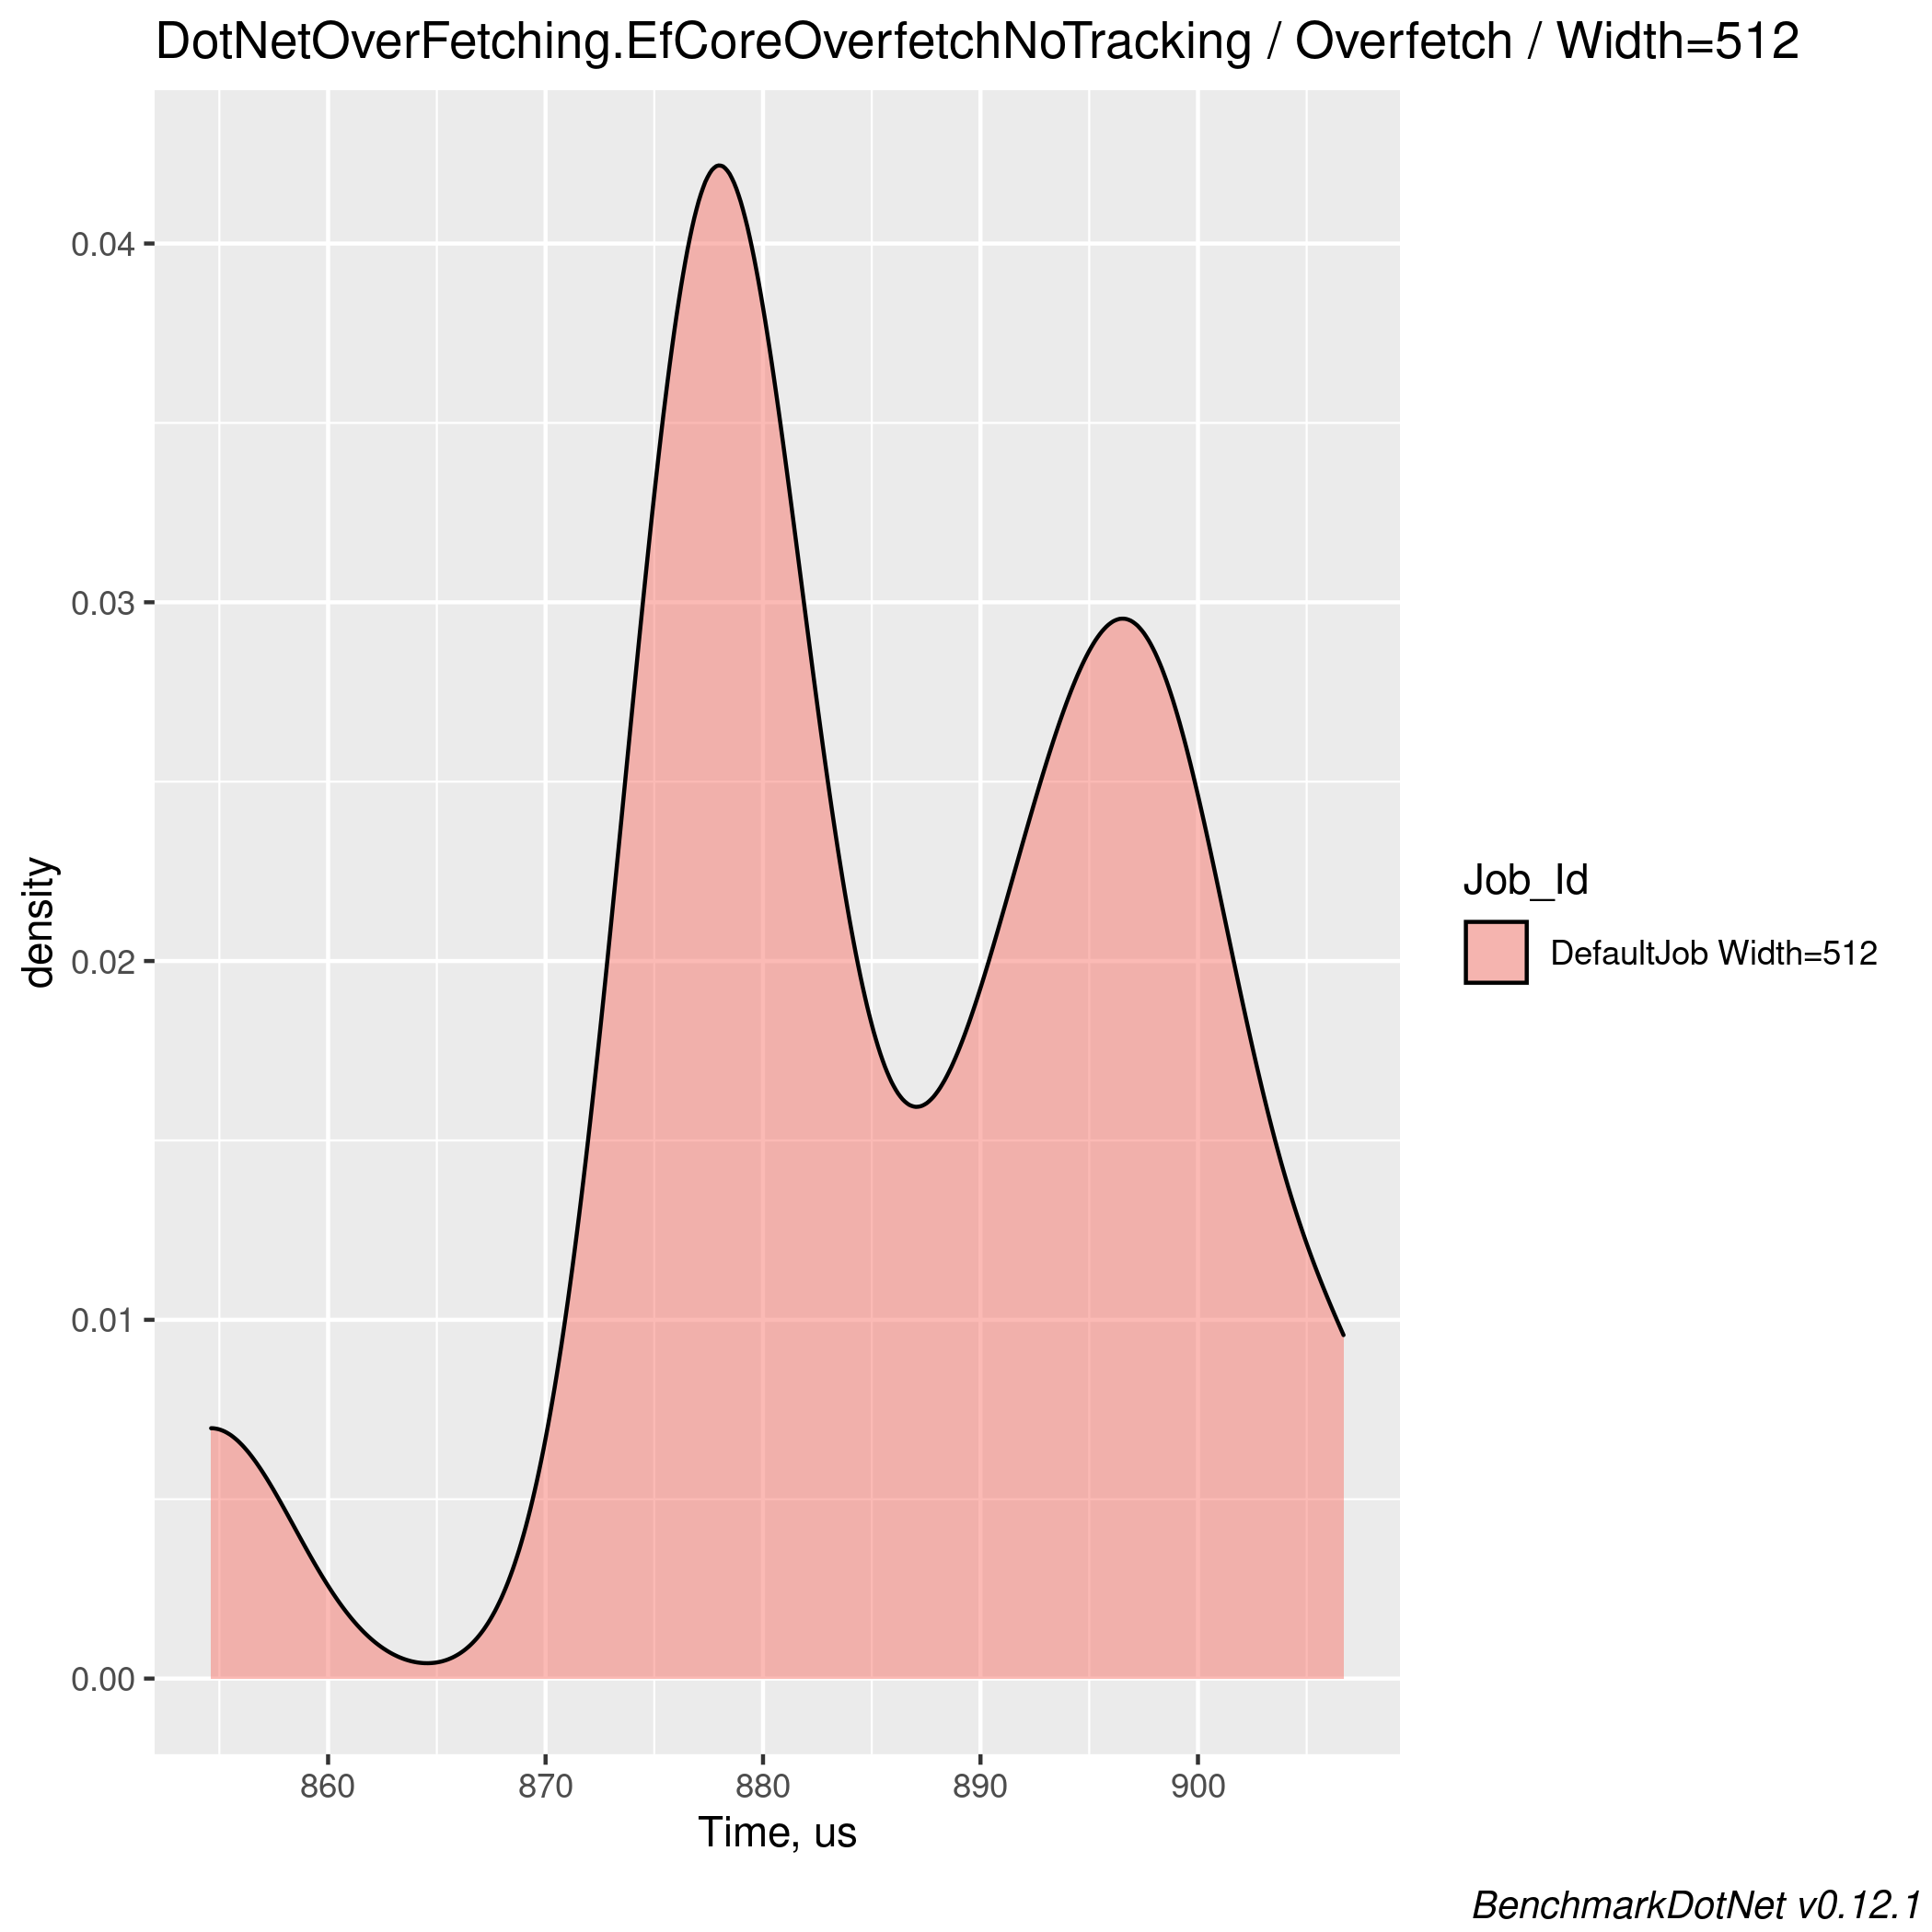 DotNetOverFetching.EfCoreOverfetchNoTracking / Overfetch / Width=512
density
0.04
0.03
0.02
0.01
0.00
860 870 880 890 900
Time, us
Job_Id
DefaultJob Width=512
BenchmarkDotNet v0.12.1